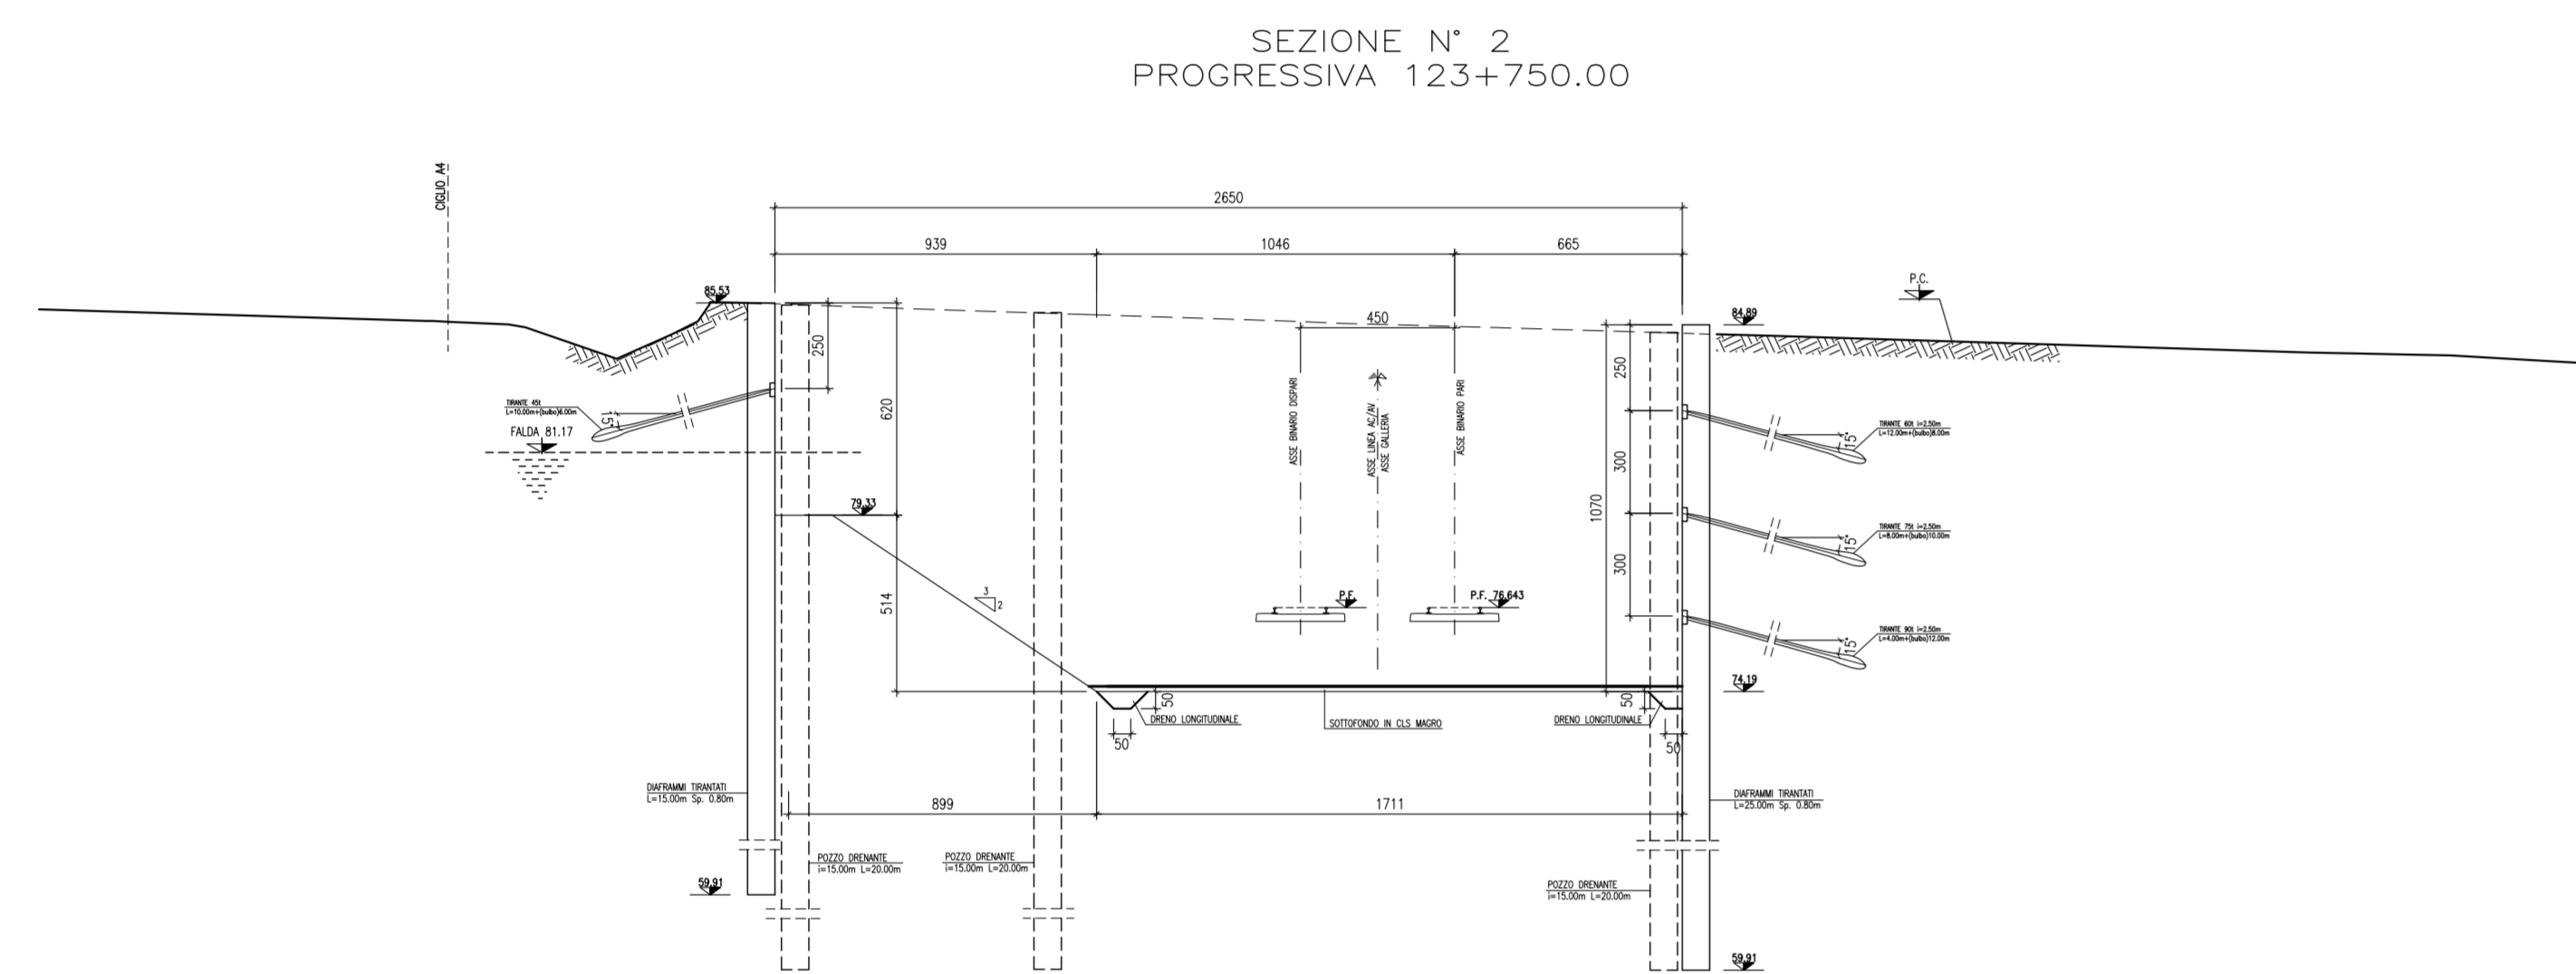 SEZIONE N° 2
PROGRESSIVA 123+750.00
CIGLIO A4
2650
939
1046
665
85.53
250
620
514
450
84.89
P.C.
TIRANTE 45t
L=10.00m+(bulbo)6.00m
15°
FALDA 81.17
79.33
3
2
ASSE BINARIO DISPARI
ASSE LINEA AC/AV
ASSE GALLERIA
ASSE BINARIO PARI
P.F.
P.F. 76.643
1070
250
300
300
TIRANTE 60t i=2.50m
L=12.00m+(bulbo)8.00m
15°
TIRANTE 75t i=2.50m
L=8.00m+(bulbo)10.00m
15°
TIRANTE 90t i=2.50m
L=4.00m+(bulbo)12.00m
15°
74.19
50
50
DRENO LONGITUDINALE
SOTTOFONDO IN CLS MAGRO
DRENO LONGITUDINALE
50
50
DIAFRAMMI TIRANTATI
L=15.00m Sp. 0.80m
899
1711
DIAFRAMMI TIRANTATI
L=25.00m Sp. 0.80m
POZZO DRENANTE
i=15.00m L=20.00m
POZZO DRENANTE
i=15.00m L=20.00m
POZZO DRENANTE
i=15.00m L=20.00m
59.91
59.91